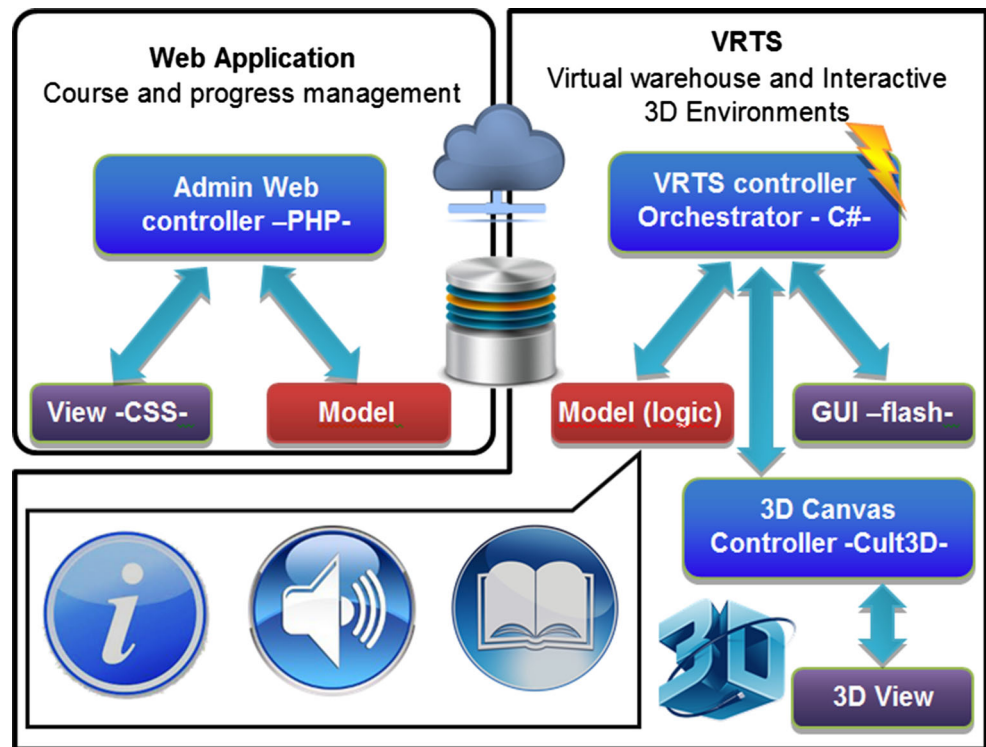 Web Application
Course and progress management
Admin Web
controller –PHP-
View -CSS-
Model
VRTS
Virtual warehouse and Interactive
3D Environments
VRTS controller
Orchestrator - C#-
Model (logic)
GUI –flash-
3D Canvas
Controller -Cult3D-
3D View
i
3D